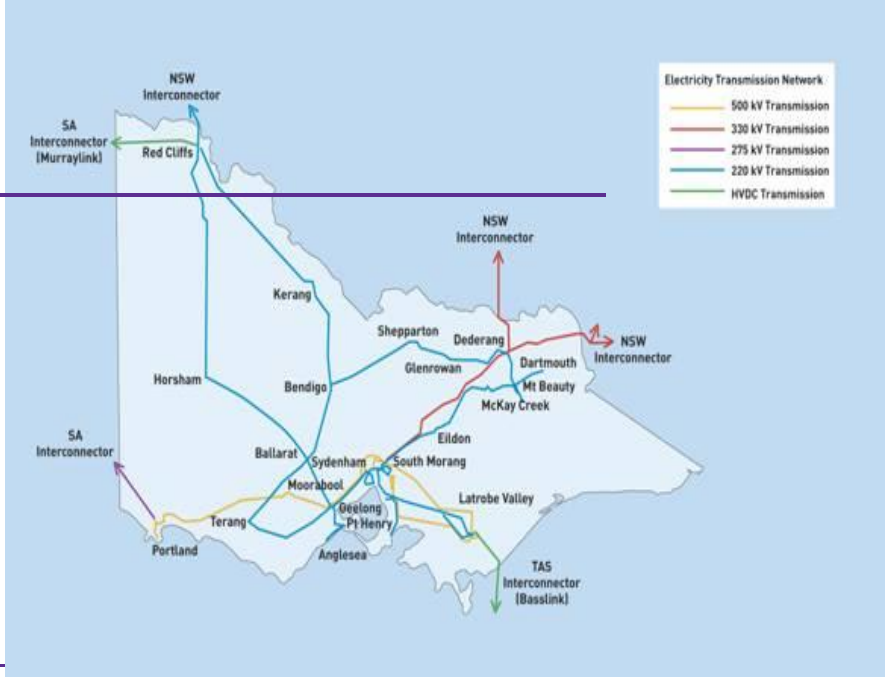 NSW
Interconnector
SA
Interconnector
(Murraylink)
Red Cliffs
Electricity Transmission Network
500 kV Transmission
330 kV Transmission
275 kV Transmission
220 kV Transmission
HVDC Transmission
NSW
Interconnector
Kerang
Shepparton
Dederang
NSW
Interconnector
Glenrowan
Dartmouth
Horsham
Bendigo
Mt Beauty
McKay Creek
SA
Interconnector
Eildon
Ballarat
Sydenham
South Morang
Moorabool
Latrobe Valley
Geelong
Terang
Pt Henry
Portland
Anglesea
TAS
Interconnector
(Basslink)